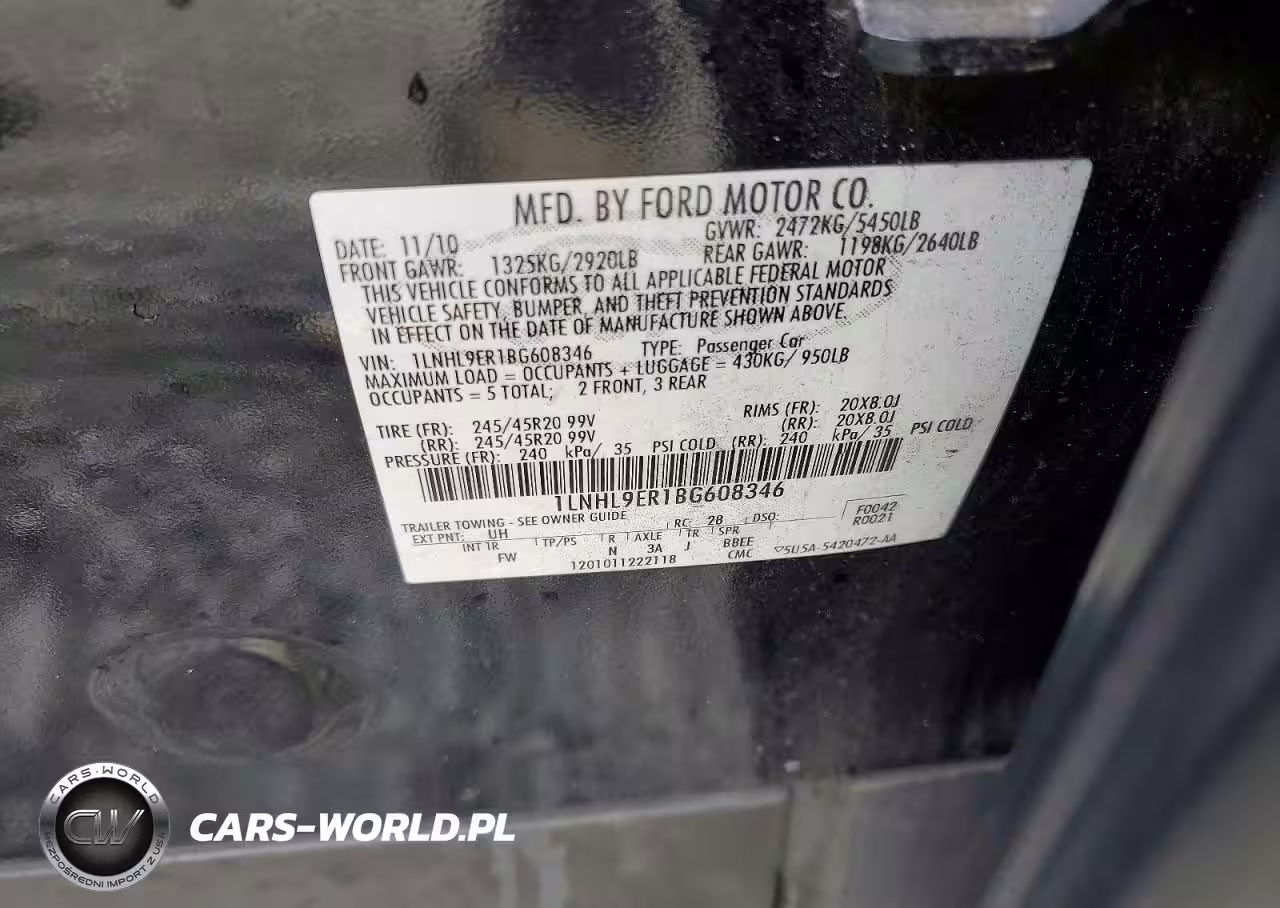 MFD. BY FORD MOTOR CO.
DATE: 11/10 GVWR: 2472KG/5450LB
FRONT GAWR: 1325KG/2920LB REAR GAWR: 1198KG/2640LB
THIS VEHICLE CONFORMS TO ALL APPLICABLE FEDERAL MOTOR
VEHICLE SAFETY, BUMPER, AND THEFT PREVENTION STANDARDS
IN EFFECT ON THE DATE OF MANUFACTURE SHOWN ABOVE.
VIN: 1LNHL9ER1BG608346 TYPE: Passenger Car
MAXIMUM LOAD = OCCUPANTS + LUGGAGE = 430KG/ 950LB
OCCUPANTS = 5 TOTAL; 2 FRONT, 3 REAR
TIRE (FR): 245/45R20 99V RIMS (FR): 20X8.0J
(RR): 245/45R20 99V (RR): 20X8.0J
PRESSURE (FR): 240 kPa/ 35 PSI COLD (RR): 240 kPa/ 35 PSI COLD
1LNHL9ER1BG608346
TRAILER TOWING - SEE OWNER GUIDE
EXT PNT: UH RC: 28 DSO: F0042
R0021
INT TR TP/PS R AXLE TR SPR
FW N 3A J BBEE
1201011222118 CMC 5U5A-5420472-AA
CARS-WORLD
CW
BEZPOŚREDNI IMPORT Z USA
CARS-WORLD.PL